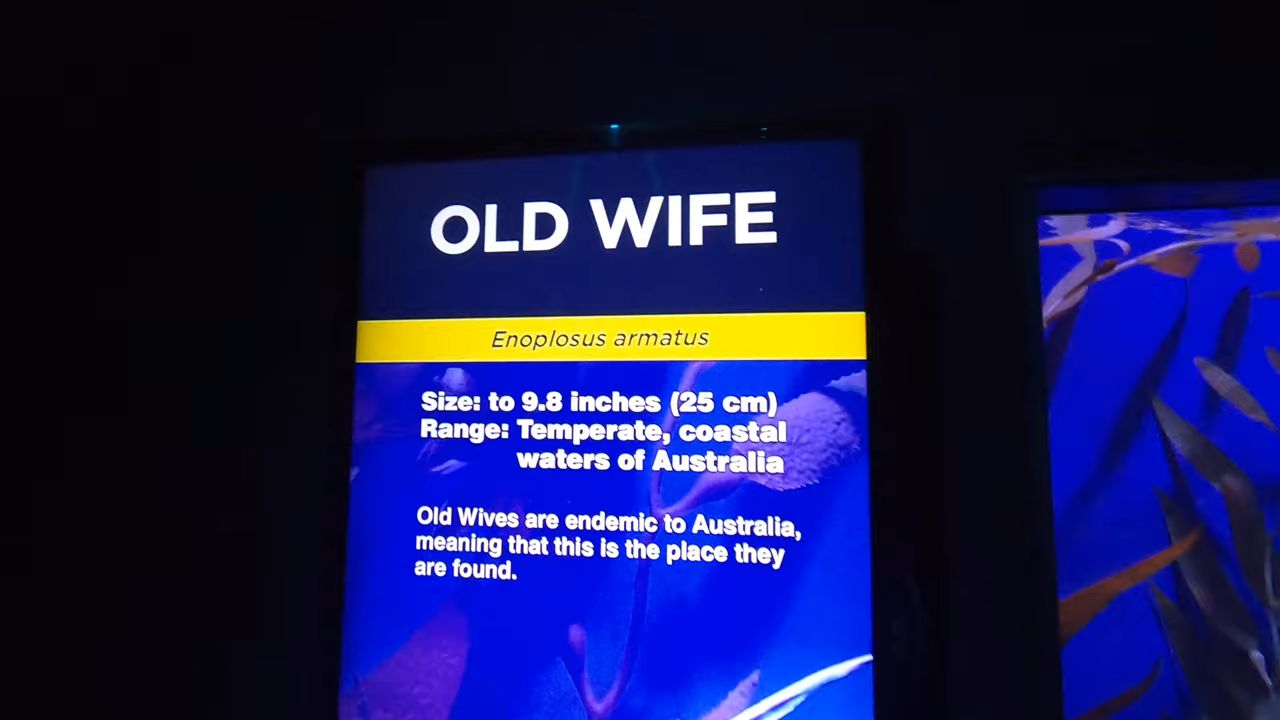 OLD WIFE
Enoplosus armatus
Size: to 9.8 inches (25 cm)
Range: Temperate, coastal
waters of Australia
Old Wives are endemic to Australia,
meaning that this is the place they
are found.